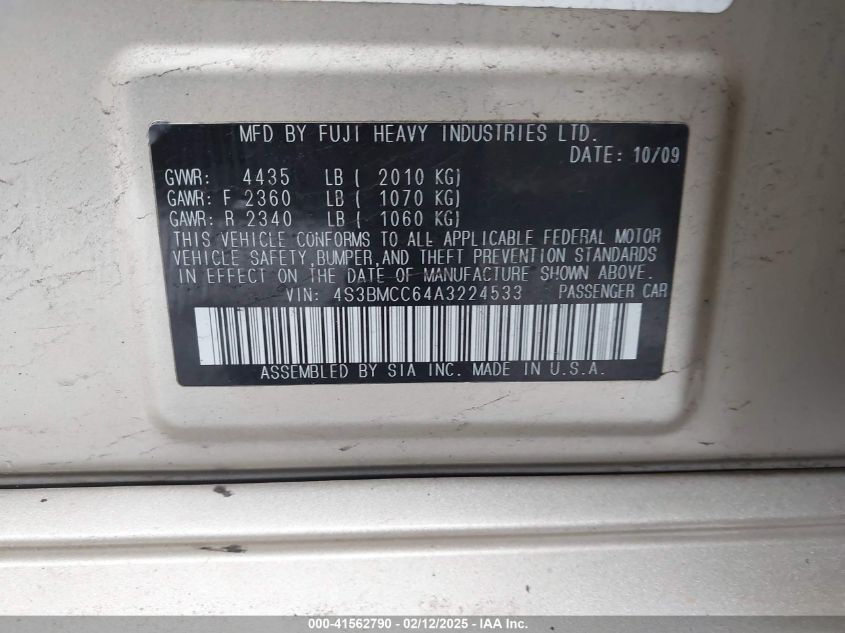 MFD BY FUJI HEAVY INDUSTRIES LTD.
DATE: 10/09
GVWR: 4435 LB ( 2010 KG)
GAWR: F 2360 LB ( 1070 KG)
GAWR: R 2340 LB ( 1060 KG)
THIS VEHICLE CONFORMS TO ALL APPLICABLE FEDERAL MOTOR
VEHICLE SAFETY,BUMPER,AND THEFT PREVENTION STANDARDS
IN EFFECT ON THE DATE OF MANUFACTURE SHOWN ABOVE.
VIN: 4S3BMCC64A3224533 PASSENGER CAR
ASSEMBLED BY SIA INC. MADE IN U.S.A.
000-41562790 - 02/12/2025 - IAA Inc.